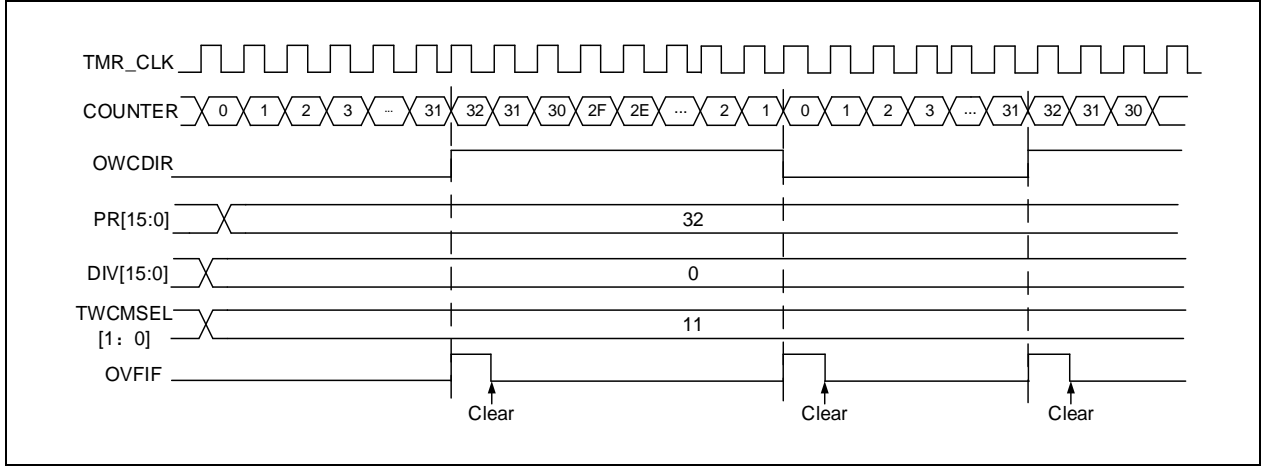 TMR_CLK
COUNTER 0 1 2 3 ... 31 32 31 30 2F 2E ... 2 1 0 1 2 3 ... 31 32 31 30
OWCDIR
PR[15:0] 32
DIV[15:0] 0
TWCMSEL
[1：0] 11
OVFIF
Clear Clear Clear